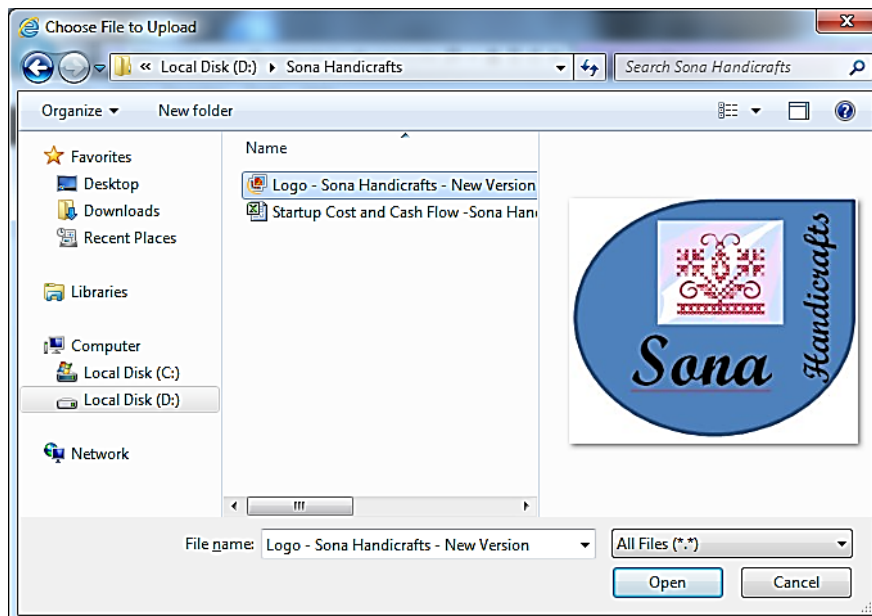 Choose File to Upload
« Local Disk (D:) Sona Handicrafts
Search Sona Handicrafts
Organize New folder
Name
Favorites
Desktop
Downloads
Recent Places
Libraries
Computer
Local Disk (C:)
Local Disk (D:)
Network
Logo - Sona Handicrafts - New Version
Startup Cost and Cash Flow -Sona Han
Sona
Handicrafts
File name: Logo - Sona Handicrafts - New Version
All Files (*.*)
Open Cancel